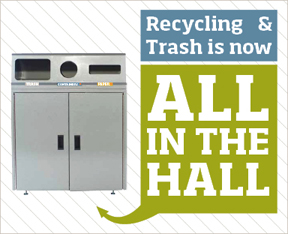 Recycling &
Trash is now
ALL
IN THE
HALL